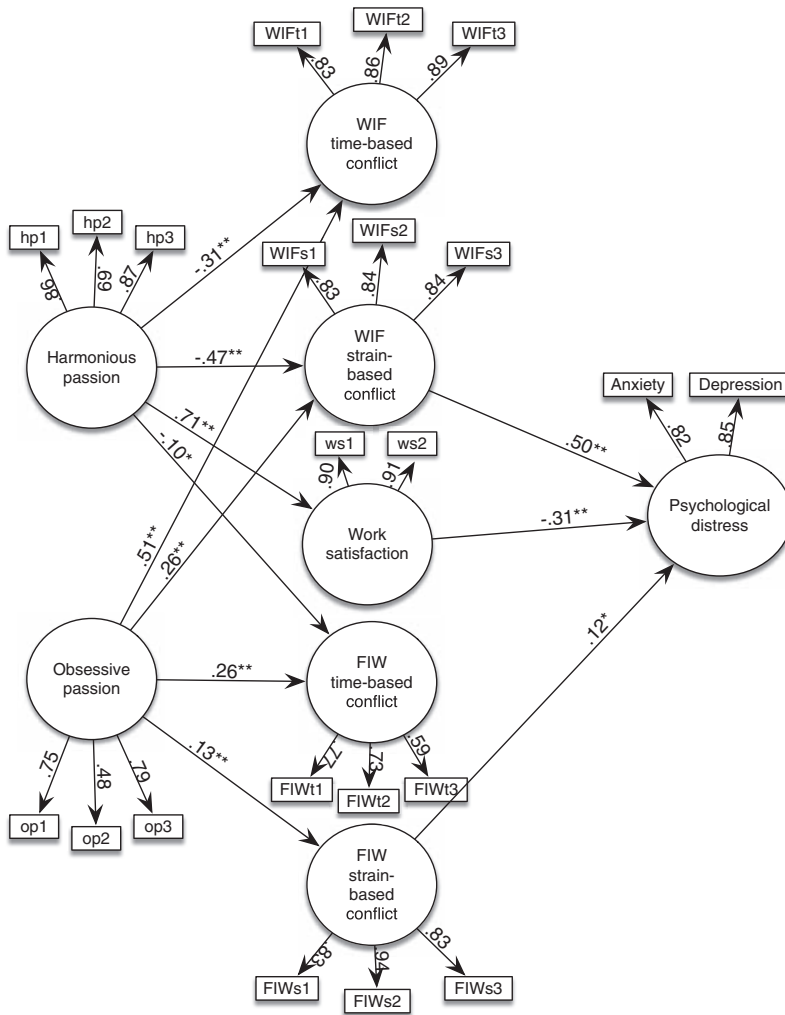 WIFt1
WIFt2
WIFt3
.83
.86
.89
WIF
time-based
conflict
hp1
hp2
hp3
.86
.69
.87
Harmonious
passion
-.31**
WIFs1
WIFs2
WIFs3
.83
.84
.84
WIF
strain-
based
conflict
-.47**
.71**
-.10*
ws1
ws2
.90
.91
Work
satisfaction
Anxiety
Depression
.82
.85
Psychological
distress
.50**
-.31**
.12*
.51**
.26**
Obsessive
passion
.26**
.13**
.75
.48
.79
op1
op2
op3
FIW
time-based
conflict
.77
.73
.59
FIWt1
FIWt2
FIWt3
FIW
strain-
based
conflict
.83
.94
.83
FIWs1
FIWs2
FIWs3